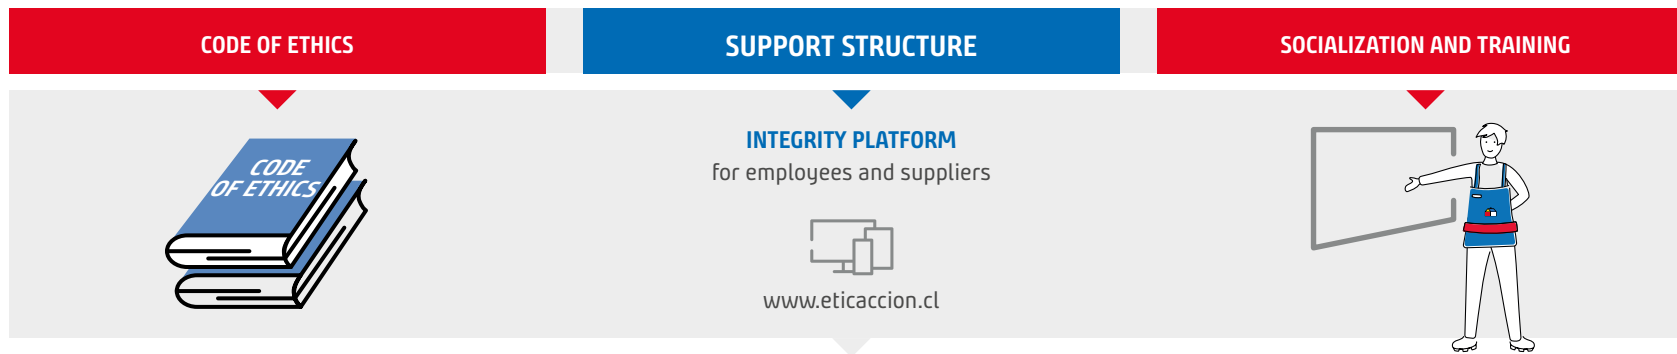 CODE OF ETHICS
SUPPORT STRUCTURE
SOCIALIZATION AND TRAINING
CODE
OF ETHICS
INTEGRITY PLATFORM
for employees and suppliers
www.eticaccion.cl